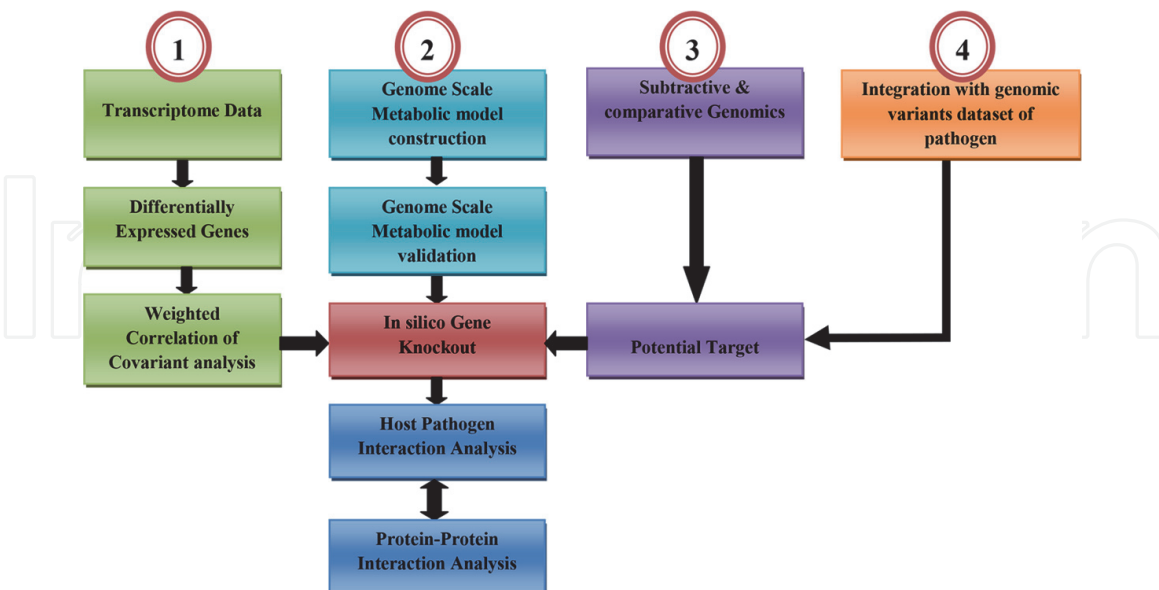 1
Transcriptome Data
Differentially
Expressed Genes
Weighted
Correlation of
Covariant analysis
2
Genome Scale
Metabolic model
construction
Genome Scale
Metabolic model
validation
In silico Gene
Knockout
Host Pathogen
Interaction Analysis
Protein-Protein
Interaction Analysis
3
Subtractive &
comparative Genomics
Potential Target
4
Integration with genomic
variants dataset of
pathogen